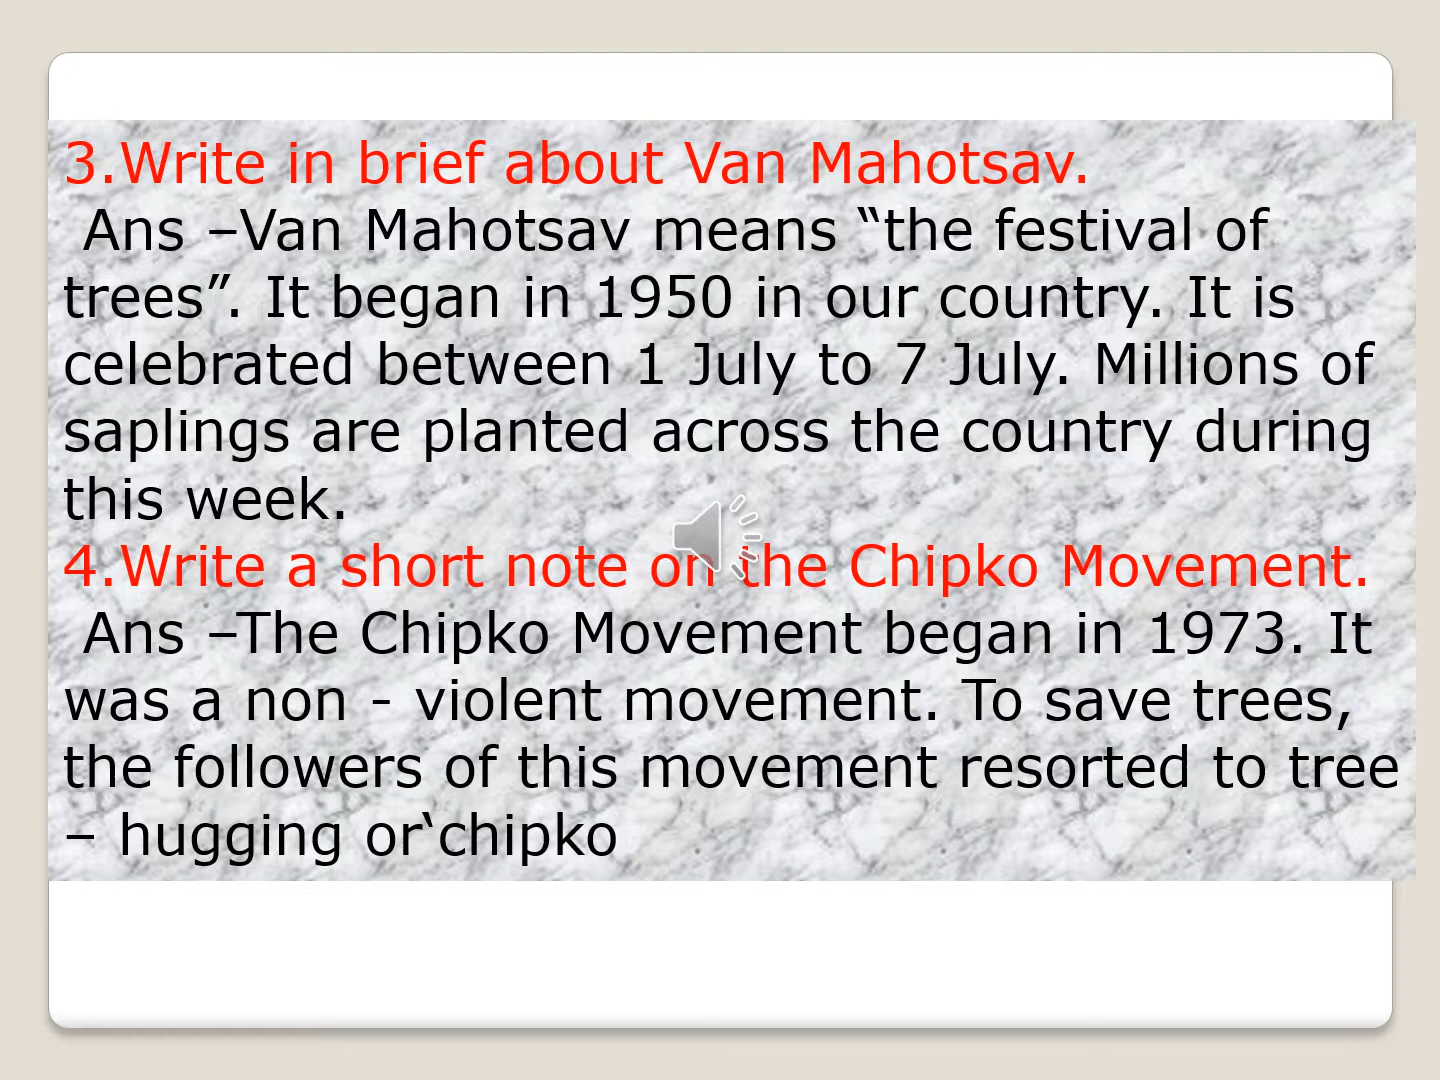 3.Write in brief about Van Mahotsav.
Ans –Van Mahotsav means “the festival of
trees”. It began in 1950 in our country. It is
celebrated between 1 July to 7 July. Millions of
saplings are planted across the country during
this week.
4.Write a short note on the Chipko Movement.
Ans –The Chipko Movement began in 1973. It
was a non - violent movement. To save trees,
the followers of this movement resorted to tree
– hugging or‘chipko